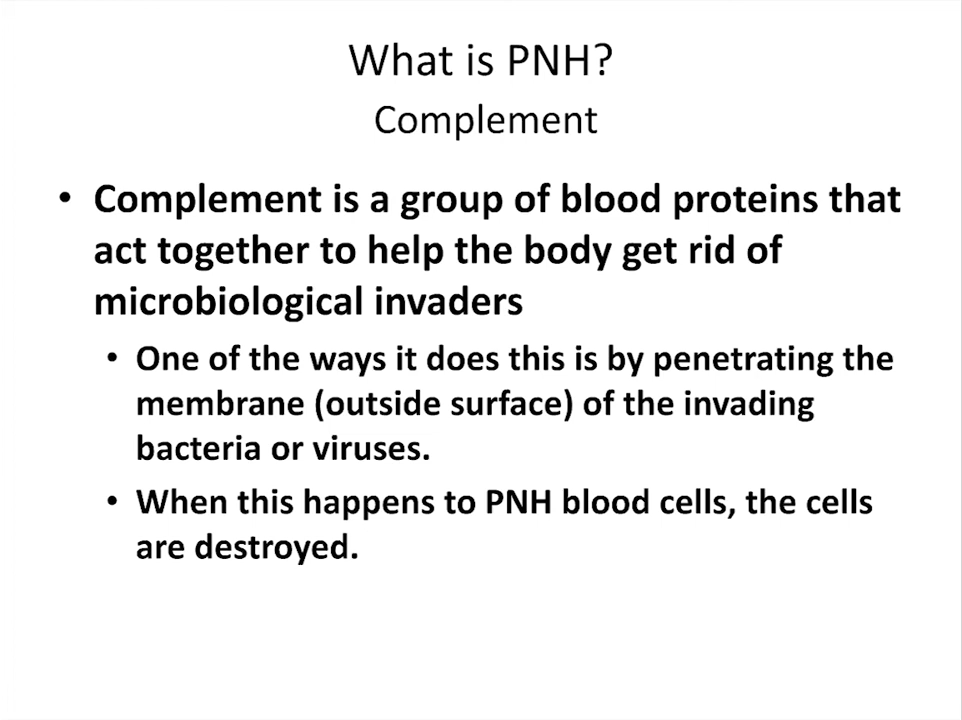 What is PNH?
Complement
• Complement is a group of blood proteins that
act together to help the body get rid of
microbiological invaders
• One of the ways it does this is by penetrating the
membrane (outside surface) of the invading
bacteria or viruses.
• When this happens to PNH blood cells, the cells
are destroyed.